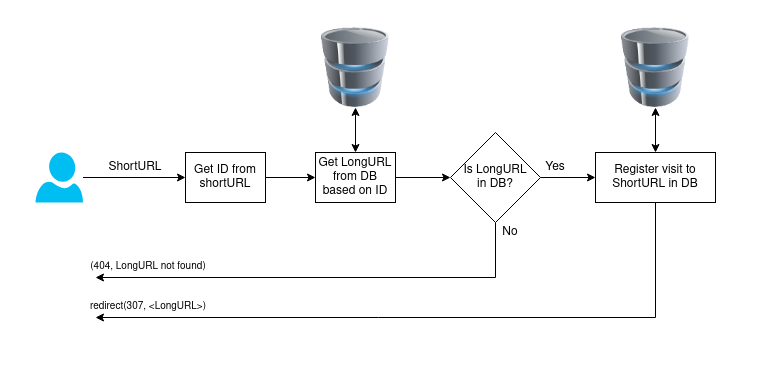 ShortURL
Get ID from
shortURL
Get LongURL
from DB
based on ID
Is LongURL
in DB?
Yes
Register visit to
ShortURL in DB
No
(404, LongURL not found)
redirect(307, <LongURL>)